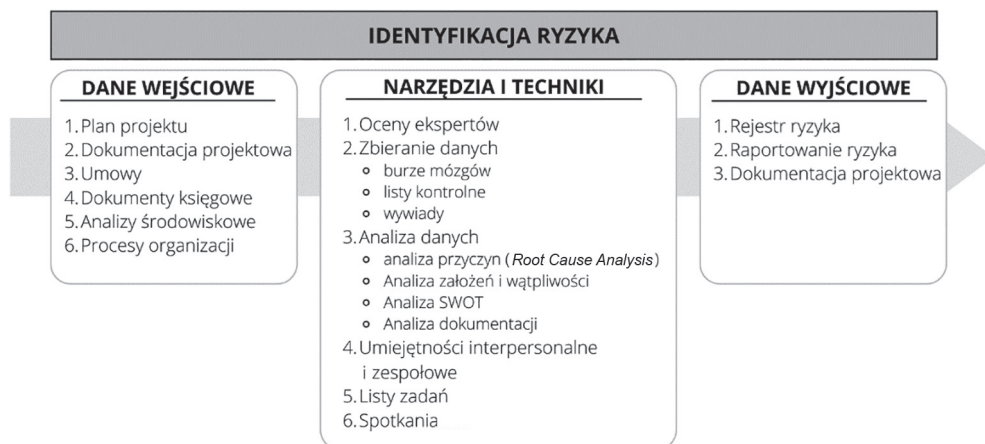 IDENTYFIKACJA RYZYKA
DANE WEJŚCIOWE
1. Plan projektu
2. Dokumentacja projektowa
3. Umowy
4. Dokumenty księgowe
5. Analizy środowiskowe
6. Procesy organizacji
NARZĘDZIA I TECHNIKI
1. Oceny ekspertów
2. Zbieranie danych
burze mózgów
listy kontrolne
wywiady
3. Analiza danych
analiza przyczyn (Root Cause Analysis)
Analiza założeń i wątpliwości
Analiza SWOT
Analiza dokumentacji
4. Umiejętności interpersonalne
i zespołowe
5. Listy zadań
6. Spotkania
DANE WYJŚCIOWE
1. Rejestr ryzyka
2. Raportowanie ryzyka
3. Dokumentacja projektowa